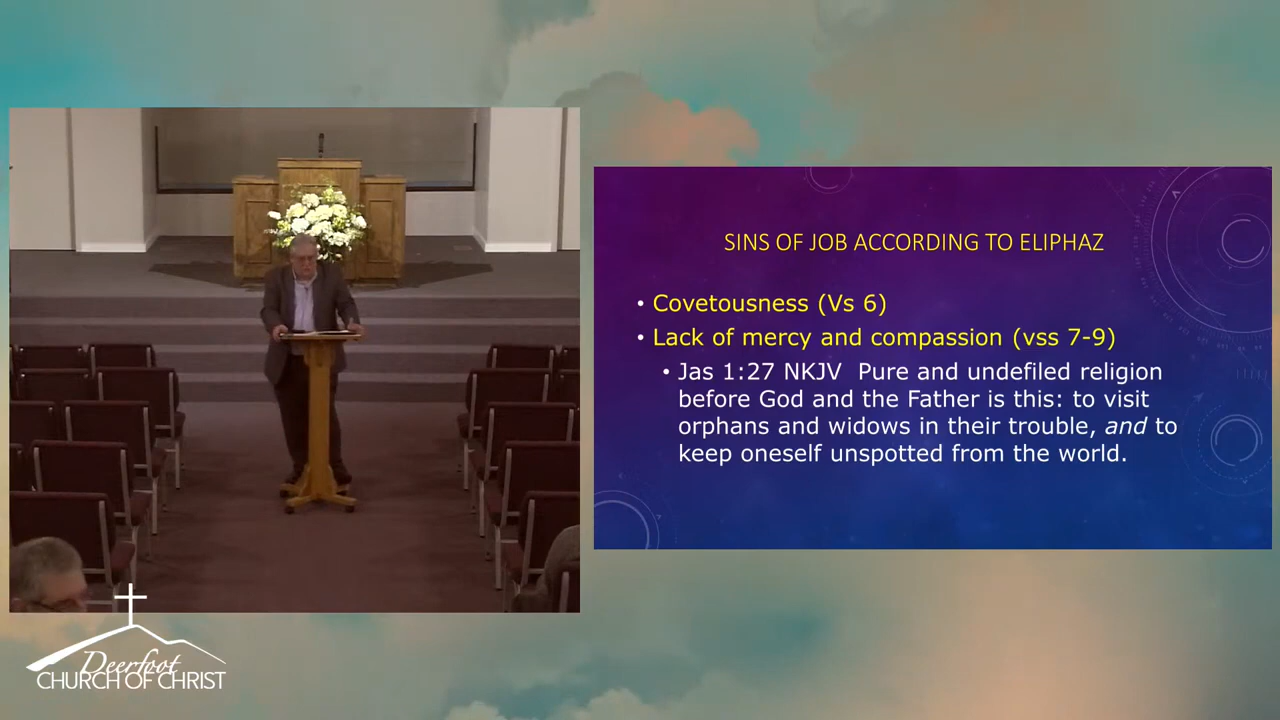 SINS OF JOB ACCORDING TO ELIPHAZ
• Covetousness (Vs 6)
• Lack of mercy and compassion (vss 7-9)
• Jas 1:27 NKJV  Pure and undefiled religion
before God and the Father is this: to visit
orphans and widows in their trouble, and to
keep oneself unspotted from the world.
Deerfoot
CHURCH OF CHRIST